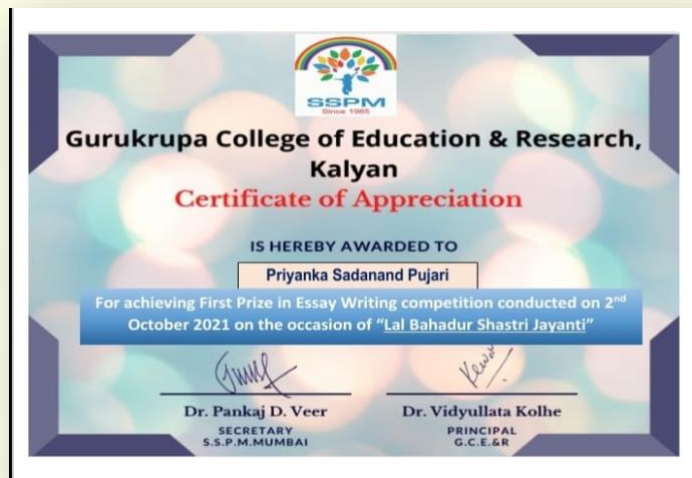 SSPM
Since 1985
Gurukrupa College of Education & Research,
Kalyan
Certificate of Appreciation
IS HEREBY AWARDED TO
Priyanka Sadanand Pujari
For achieving First Prize in Essay Writing competition conducted on 2nd
October 2021 on the occasion of “Lal Bahadur Shastri Jayanti”
Dr. Pankaj D. Veer
SECRETARY
S.S.P.M.MUMBAI
Dr. Vidyullata Kolhe
PRINCIPAL
G.C.E.&R